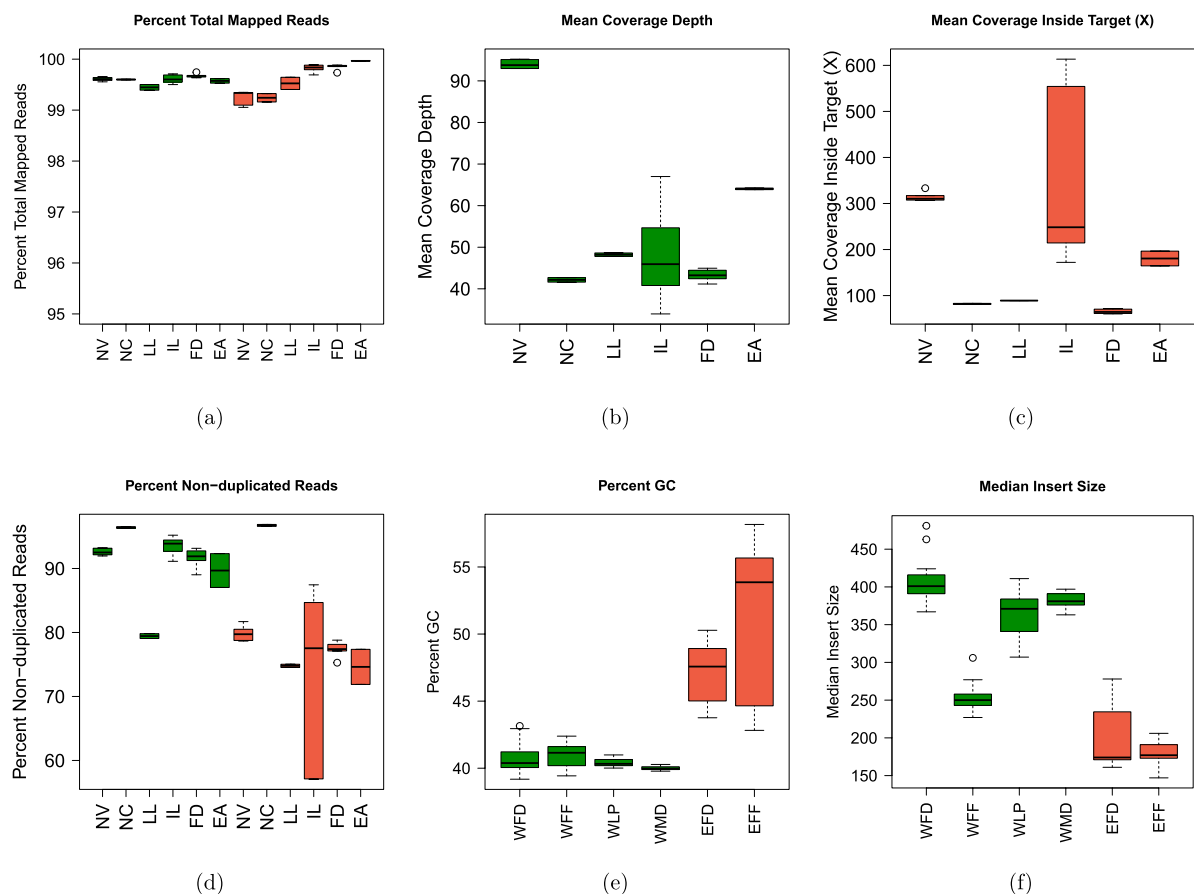 Percent Total Mapped Reads
Percent Total Mapped Reads
100
99
98
97
96
95
NV NC LL IL FD EA NV NC LL IL FD EA
(a)
Mean Coverage Depth
Mean Coverage Depth
90
80
70
60
50
40
NV NC LL IL FD EA
(b)
Mean Coverage Inside Target (X)
Mean Coverage Inside Target (X)
600
500
400
300
200
100
NV NC LL IL FD EA
(c)
Percent Non−duplicated Reads
Percent Non−duplicated Reads
90
80
70
60
NV NC LL IL FD EA NV NC LL IL FD EA
(d)
Percent GC
Percent GC
55
50
45
40
WFD WFF WLP WMD EFD EFF
(e)
Median Insert Size
Median Insert Size
450
400
350
300
250
200
150
WFD WFF WLP WMD EFD EFF
(f)